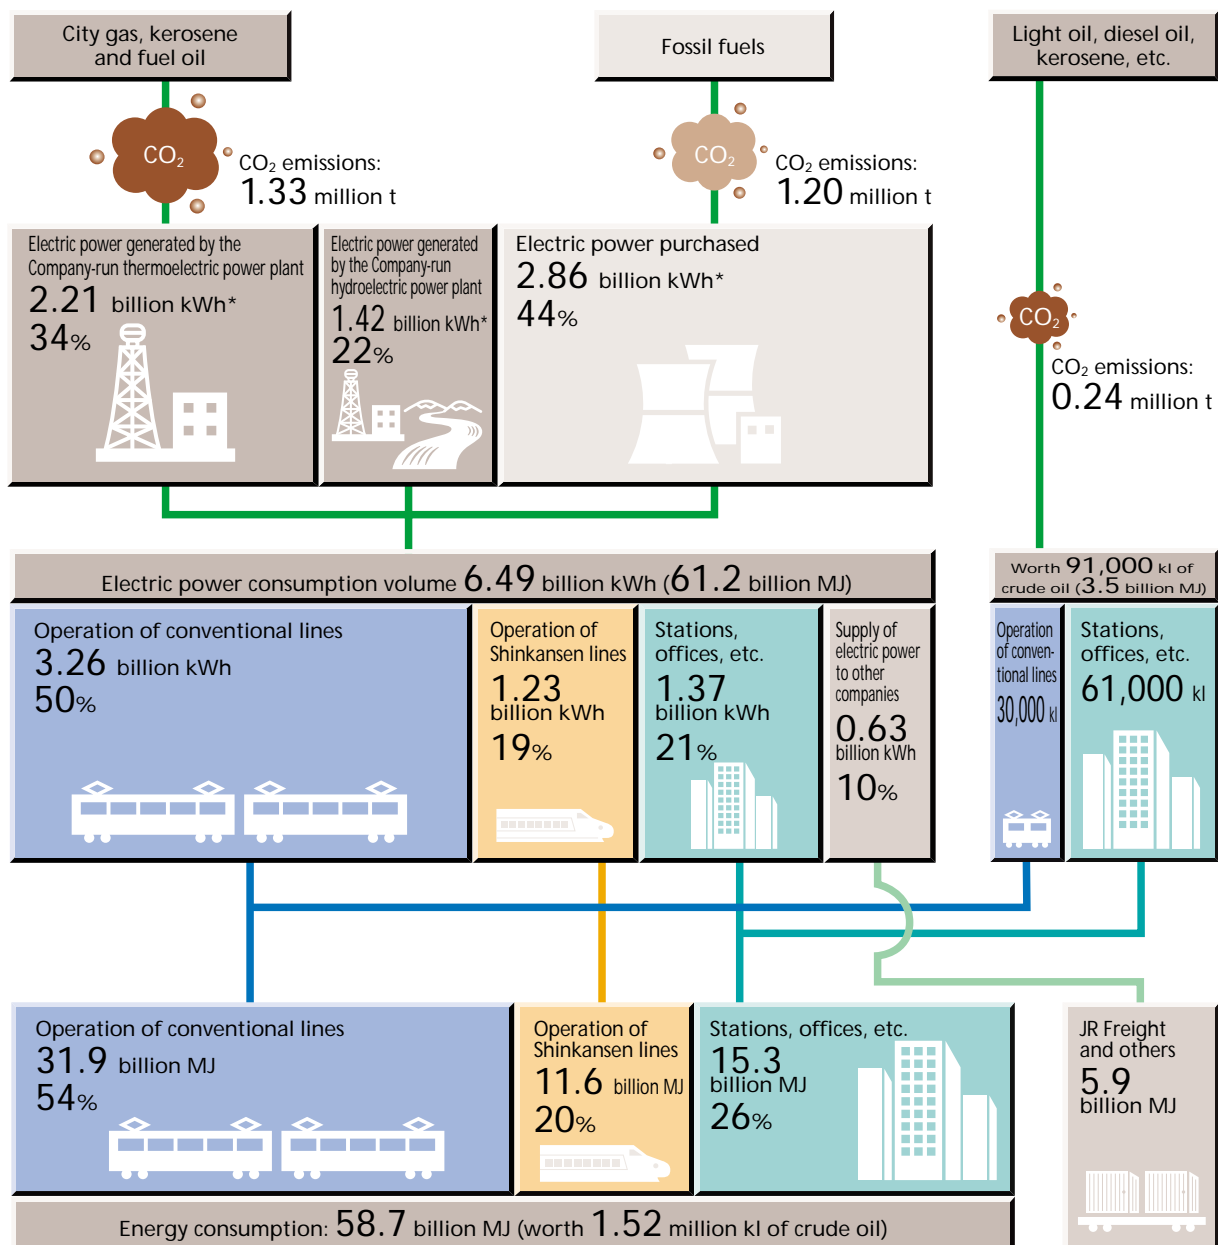 City gas, kerosene
and fuel oil
Fossil fuels
Light oil, diesel oil,
kerosene, etc.
CO₂
CO₂ emissions:
1.33 million t
CO₂
CO₂ emissions:
1.20 million t
CO₂
CO₂ emissions:
0.24 million t
Electric power generated by the
Company-run thermoelectric power plant
2.21 billion kWh*
34%
Electric power generated
by the Company-run
hydroelectric power plant
1.42 billion kWh*
22%
Electric power purchased
2.86 billion kWh*
44%
Electric power consumption volume 6.49 billion kWh (61.2 billion MJ)
Worth 91,000 kl of
crude oil (3.5 billion MJ)
Operation of conventional lines
3.26 billion kWh
50%
Operation of
Shinkansen lines
1.23
billion kWh
19%
Stations,
offices, etc.
1.37
billion kWh
21%
Supply of
electric power
to other
companies
0.63
billion kWh
10%
Operation
of conven-
tional lines
30,000 kl
Stations,
offices, etc.
61,000 kl
Operation of conventional lines
31.9 billion MJ
54%
Operation of
Shinkansen lines
11.6 billion MJ
20%
Stations, offices, etc.
15.3
billion MJ
26%
JR Freight
and others
5.9
billion MJ
Energy consumption: 58.7 billion MJ (worth 1.52 million kl of crude oil)